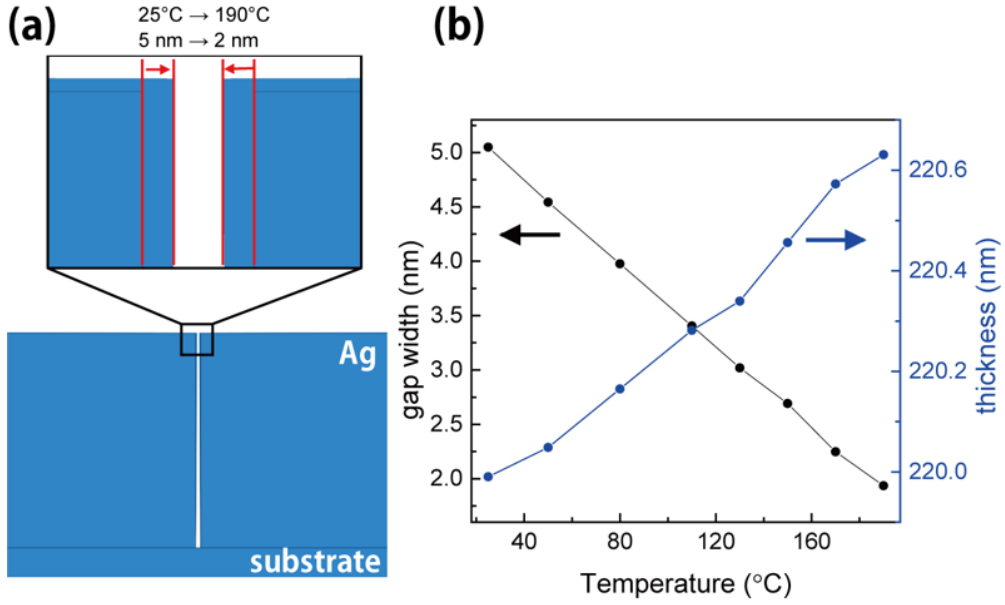 (a)
25°C → 190°C
5 nm → 2 nm
Ag
substrate
(b)
gap width (nm)
5.0
4.5
4.0
3.5
3.0
2.5
2.0
40
80
120
160
Temperature (°C)
220.6
220.4
220.2
220.0
thickness (nm)